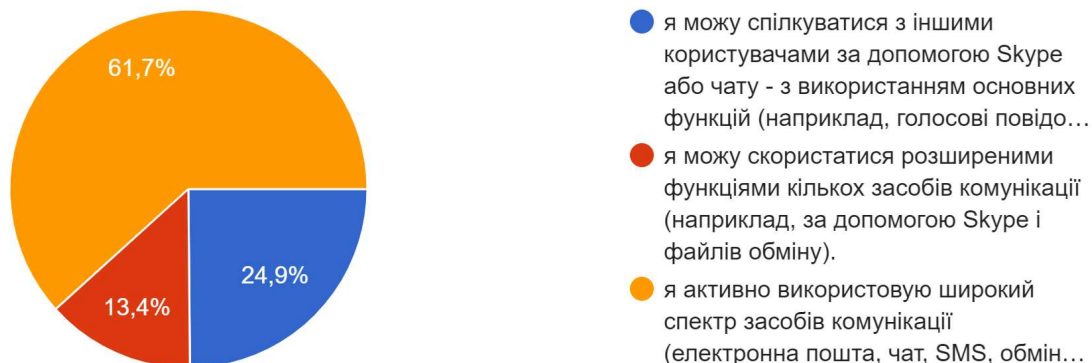 61,7%
24,9%
13,4%
я можу спілкуватися з іншими
користувачами за допомогою Skype
або чату - з використанням основних
функцій (наприклад, голосові повідо…
я можу скористатися розширеними
функціями кількох засобів комунікації
(наприклад, за допомогою Skype і
файлів обміну).
я активно використовую широкий
спектр засобів комунікації
(електронна пошта, чат, SMS, обмін…